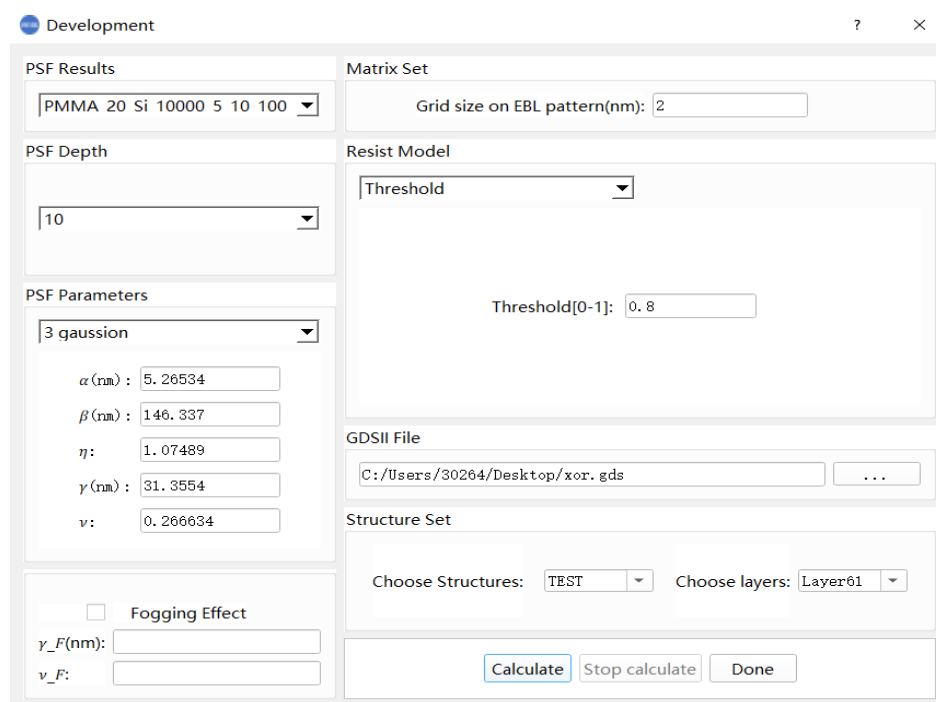 Development
?
PSF Results
PMMA 20 Si 10000 5 10 100
PSF Depth
10
PSF Parameters
3 gaussion
α(nm): 5.26534
β(nm): 146.337
η: 1.07489
γ(nm): 31.3554
ν: 0.266634
Fogging Effect
γ_F(nm):
ν_F:
Matrix Set
Grid size on EBL pattern(nm): 2
Resist Model
Threshold
Threshold[0-1]: 0.8
GDSII File
C:/Users/30264/Desktop/xor.gds ...
Structure Set
Choose Structures: TEST Choose layers: Layer61
Calculate Stop calculate Done